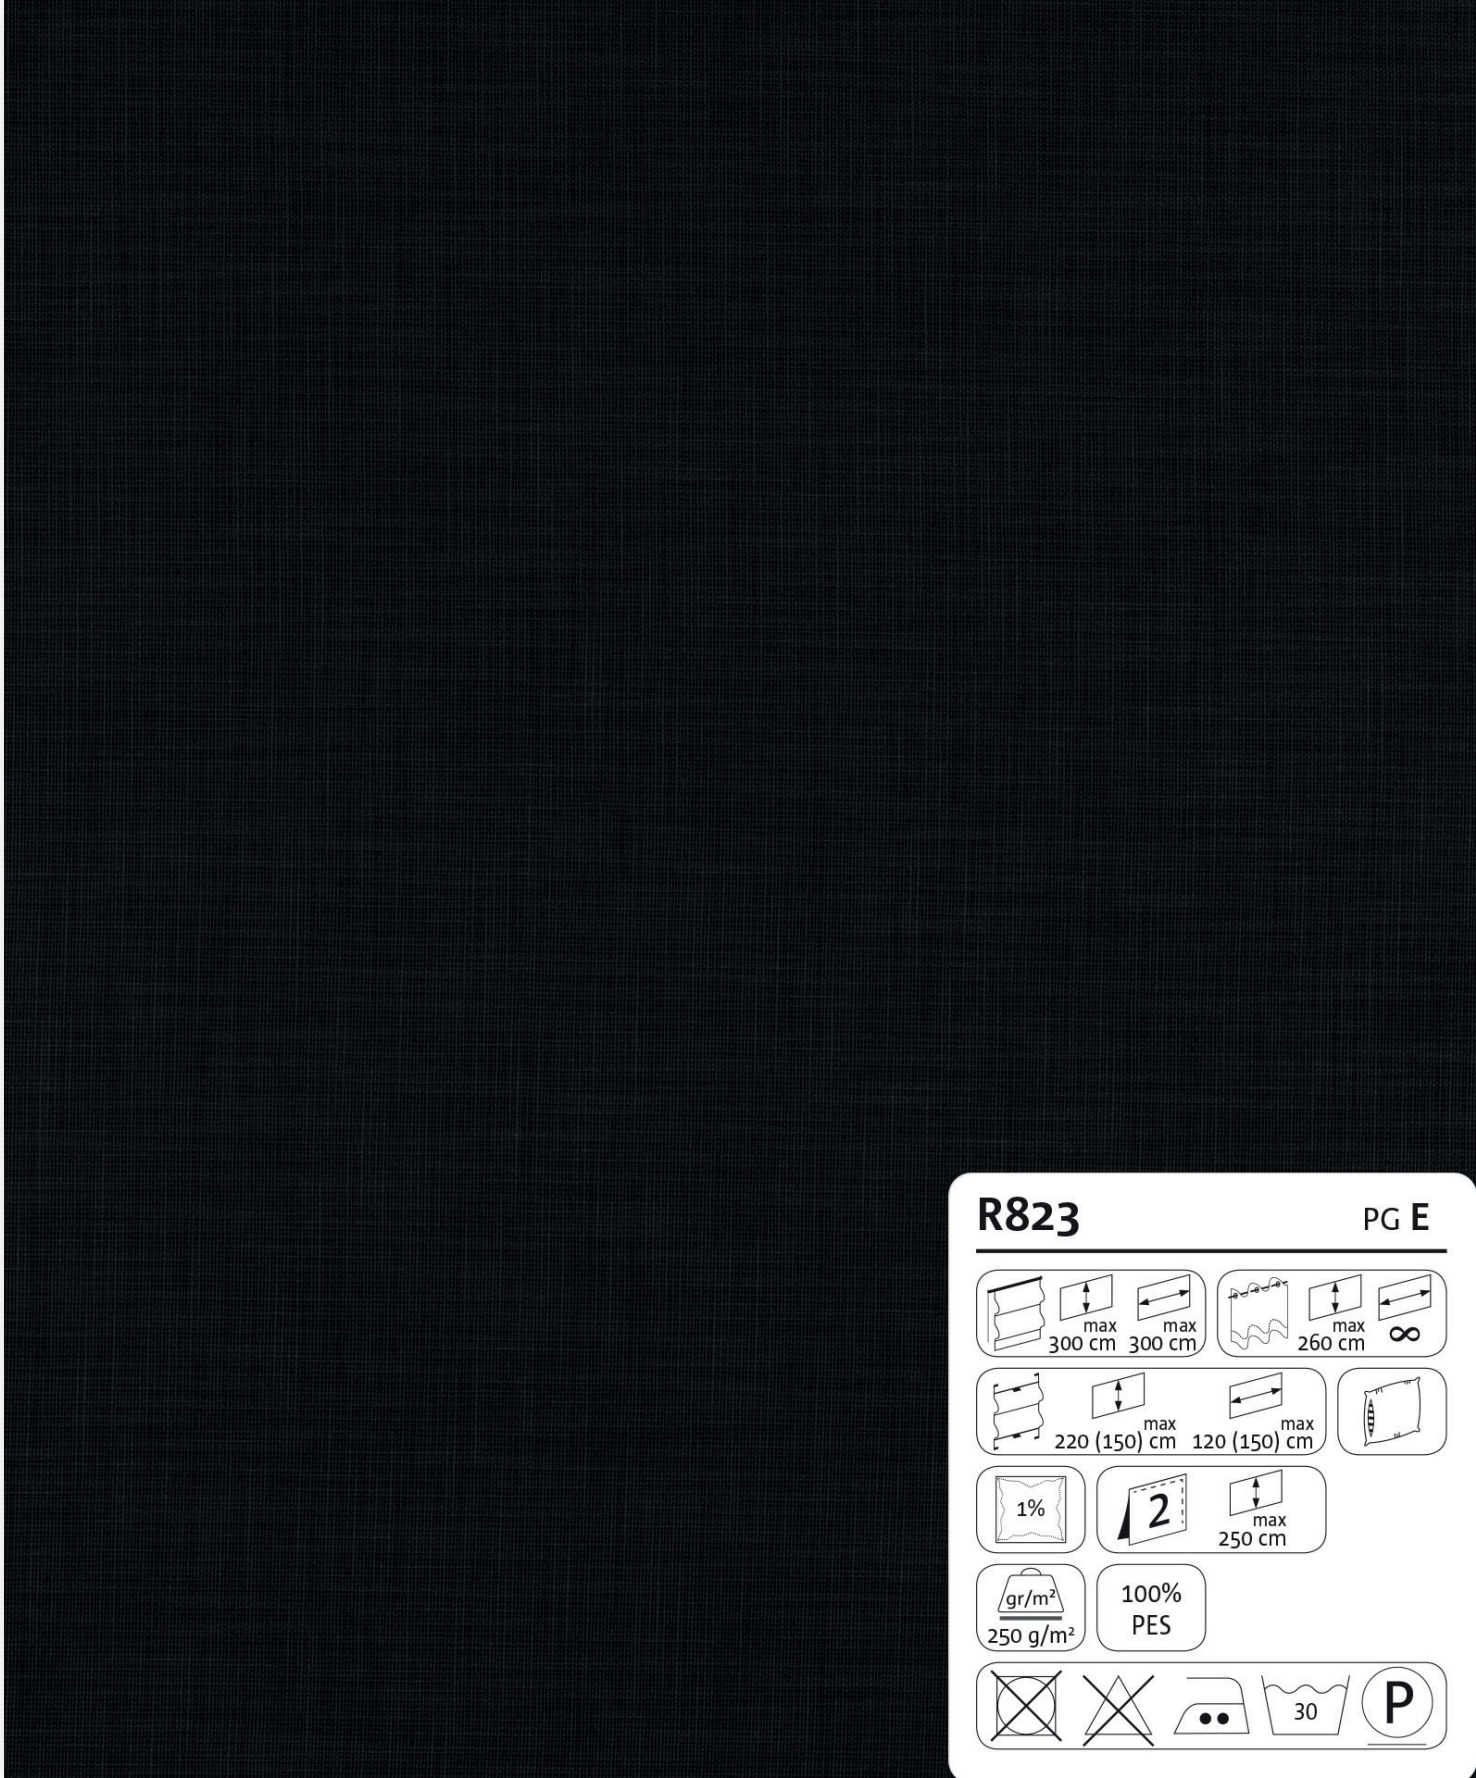 R823 PG E
max max
300 cm 300 cm
max
260 cm ∞
max max
220 (150) cm 120 (150) cm
1%
2
max
250 cm
gr/m²
250 g/m²
100%
PES
30
P